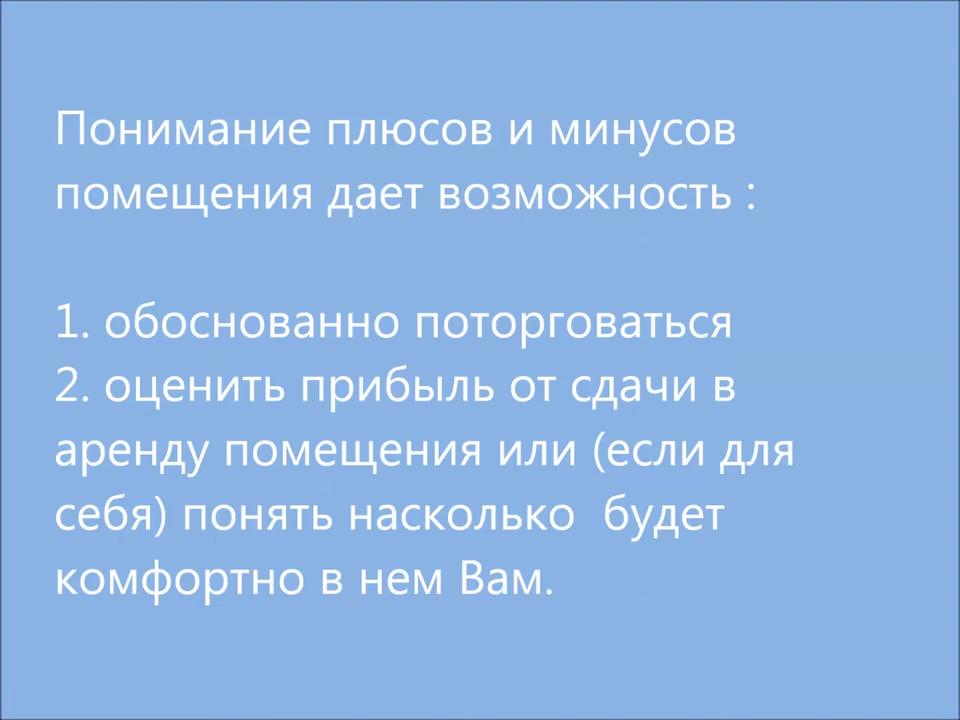 Понимание плюсов и минусов
помещения дает возможность :
1. обоснованно поторговаться
2. оценить прибыль от сдачи в
аренду помещения или (если для
себя) понять насколько  будет
комфортно в нем Вам.